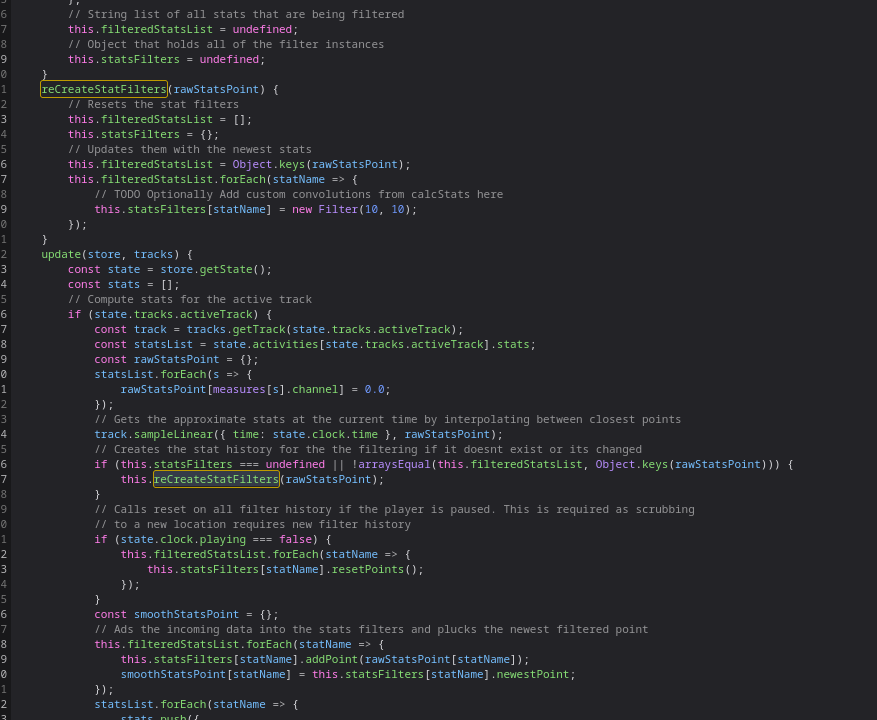 };
6 // String list of all stats that are being filtered
7 this.filteredStatsList = undefined;
8 // Object that holds all of the filter instances
9 this.statsFilters = undefined;
0 }
1 reCreateStatFilters(rawStatsPoint) {
2 // Resets the stat filters
3 this.filteredStatsList = [];
4 this.statsFilters = {};
5 // Updates them with the newest stats
6 this.filteredStatsList = Object.keys(rawStatsPoint);
7 this.filteredStatsList.forEach(statName => {
8 // TODO Optionally Add custom convolutions from calcStats here
9 this.statsFilters[statName] = new Filter(10, 10);
0 });
1 }
2 update(store, tracks) {
3 const state = store.getState();
4 const stats = [];
5 // Compute stats for the active track
6 if (state.tracks.activeTrack) {
7 const track = tracks.getTrack(state.tracks.activeTrack);
8 const statsList = state.activities[state.tracks.activeTrack].stats;
9 const rawStatsPoint = {};
0 statsList.forEach(s => {
1 rawStatsPoint[measures[s].channel] = 0.0;
2 });
3 // Gets the approximate stats at the current time by interpolating between closest points
4 track.sampleLinear({ time: state.clock.time }, rawStatsPoint);
5 // Creates the stat history for the the filtering if it doesnt exist or its changed
6 if (this.statsFilters === undefined || !arraysEqual(this.filteredStatsList, Object.keys(rawStatsPoint))) {
7 this.reCreateStatFilters(rawStatsPoint);
8 }
9 // Calls reset on all filter history if the player is paused. This is required as scrubbing
0 // to a new location requires new filter history
1 if (state.clock.playing === false) {
2 this.filteredStatsList.forEach(statName => {
3 this.statsFilters[statName].resetPoints();
4 });
5 }
6 const smoothStatsPoint = {};
7 // Ads the incoming data into the stats filters and plucks the newest filtered point
8 this.filteredStatsList.forEach(statName => {
9 this.statsFilters[statName].addPoint(rawStatsPoint[statName]);
0 smoothStatsPoint[statName] = this.statsFilters[statName].newestPoint;
1 });
2 statsList.forEach(statName => {
3 stats.push({